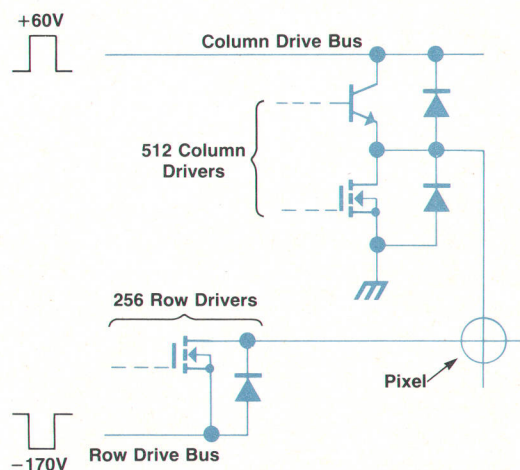 +60V
Column Drive Bus
512 Column
Drivers
256 Row Drivers
Pixel
−170V
Row Drive Bus